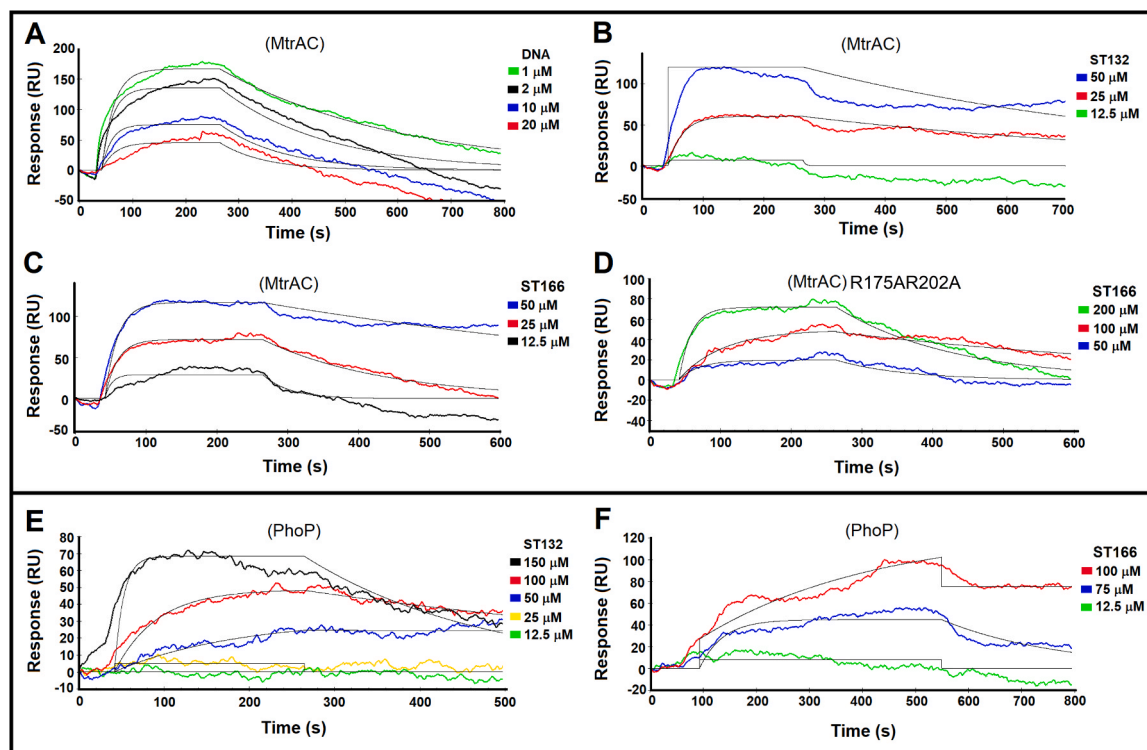 A
(MtrAC)
DNA
1 μM
2 μM
10 μM
20 μM
Response (RU)
200
150
100
50
0
-50
0 100 200 300 400 500 600 700 800
Time (s)
B
(MtrAC)
ST132
50 μM
25 μM
12.5 μM
Response (RU)
100
50
0
-50
0 100 200 300 400 500 600 700
Time (s)
C
(MtrAC)
ST166
50 μM
25 μM
12.5 μM
Response (RU)
100
50
0
-50
0 100 200 300 400 500 600
Time (s)
D
(MtrAC) R175AR202A
ST166
200 μM
100 μM
50 μM
Response (RU)
80
60
40
20
0
-20
-40
0 100 200 300 400 500 600
Time (s)
E
(PhoP)
ST132
150 μM
100 μM
50 μM
25 μM
12.5 μM
Response (RU)
80
70
60
50
40
30
20
10
0
-10
0 100 200 300 400 500
Time (s)
F
(PhoP)
ST166
100 μM
75 μM
12.5 μM
Response (RU)
120
100
80
60
40
20
0
-20
0 100 200 300 400 500 600 700 800
Time (s)